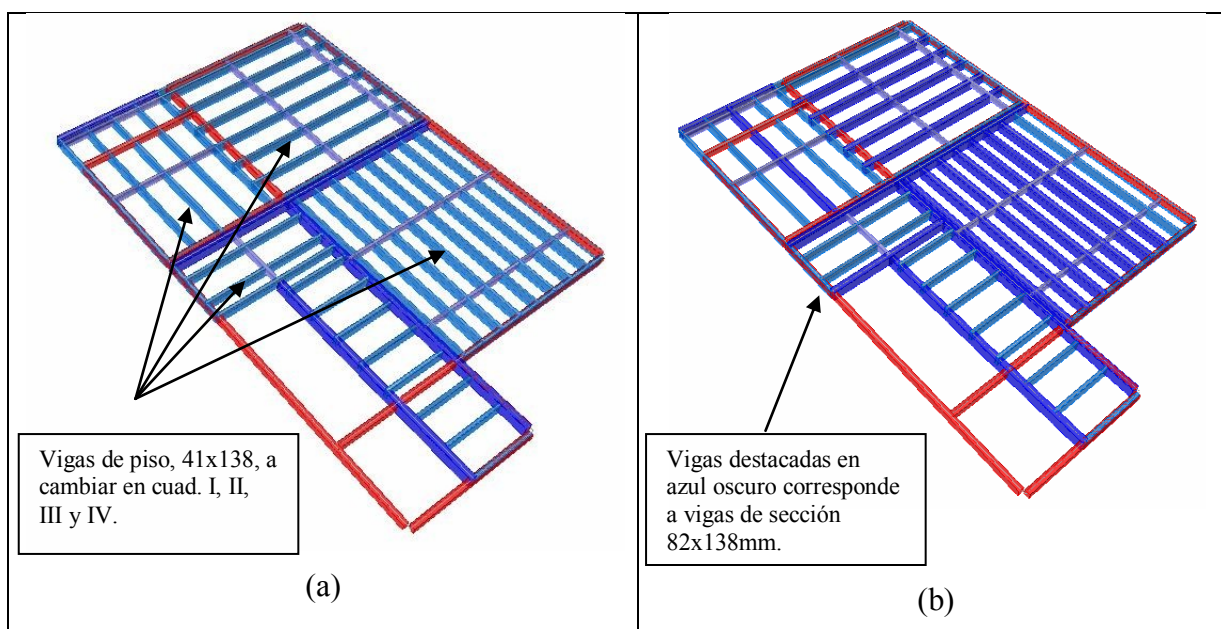 Vigas de piso, 41x138, a
cambiar en cuad. I, II,
III y IV.
(a)
Vigas destacadas en
azul oscuro corresponde
a vigas de sección
82x138mm.
(b)